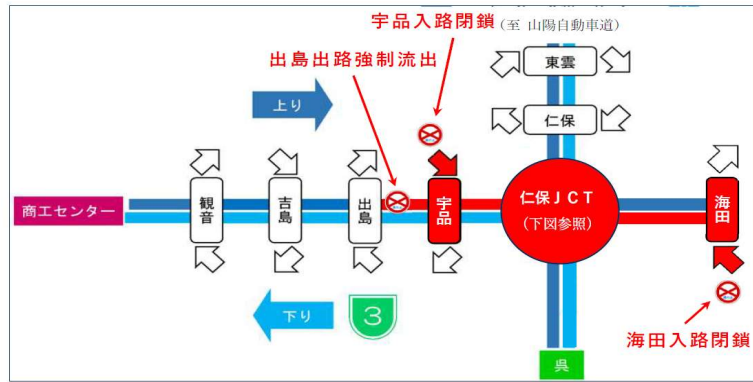 宇品入路閉鎖
(至 山陽自動車道)
出島出路強制流出
東雲
上り
仁保
商工センター
観音
吉島
出島
宇品
仁保JCT
(下図参照)
海田
下り
3
海田入路閉鎖
呉